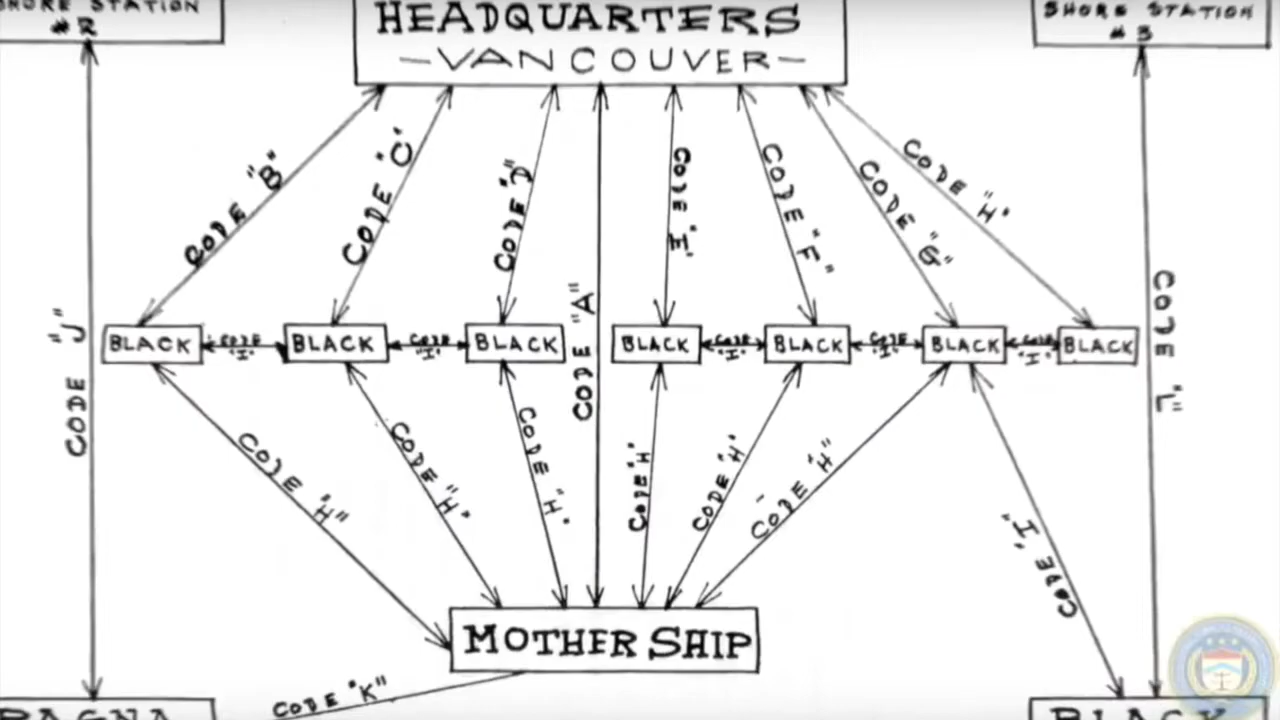 SHORE STATION
#2
HEADQUARTERS
-VANCOUVER-
SHORE STATION
#3
CODE "B"
CODE "C"
CODE "D"
CODE "A"
CODE "E"
CODE "F"
CODE "G"
CODE "H"
CODE "J"
CODE "L"
BLACK
CODE "I"
BLACK
CODE "I"
BLACK
BLACK
CODE "I"
BLACK
CODE "I"
BLACK
CODE "I"
BLACK
CODE "H"
CODE "H"
CODE "H"
CODE "H"
CODE "H"
CODE "H"
CODE "I"
MOTHER SHIP
CODE "K"
RAGNA
BLACK